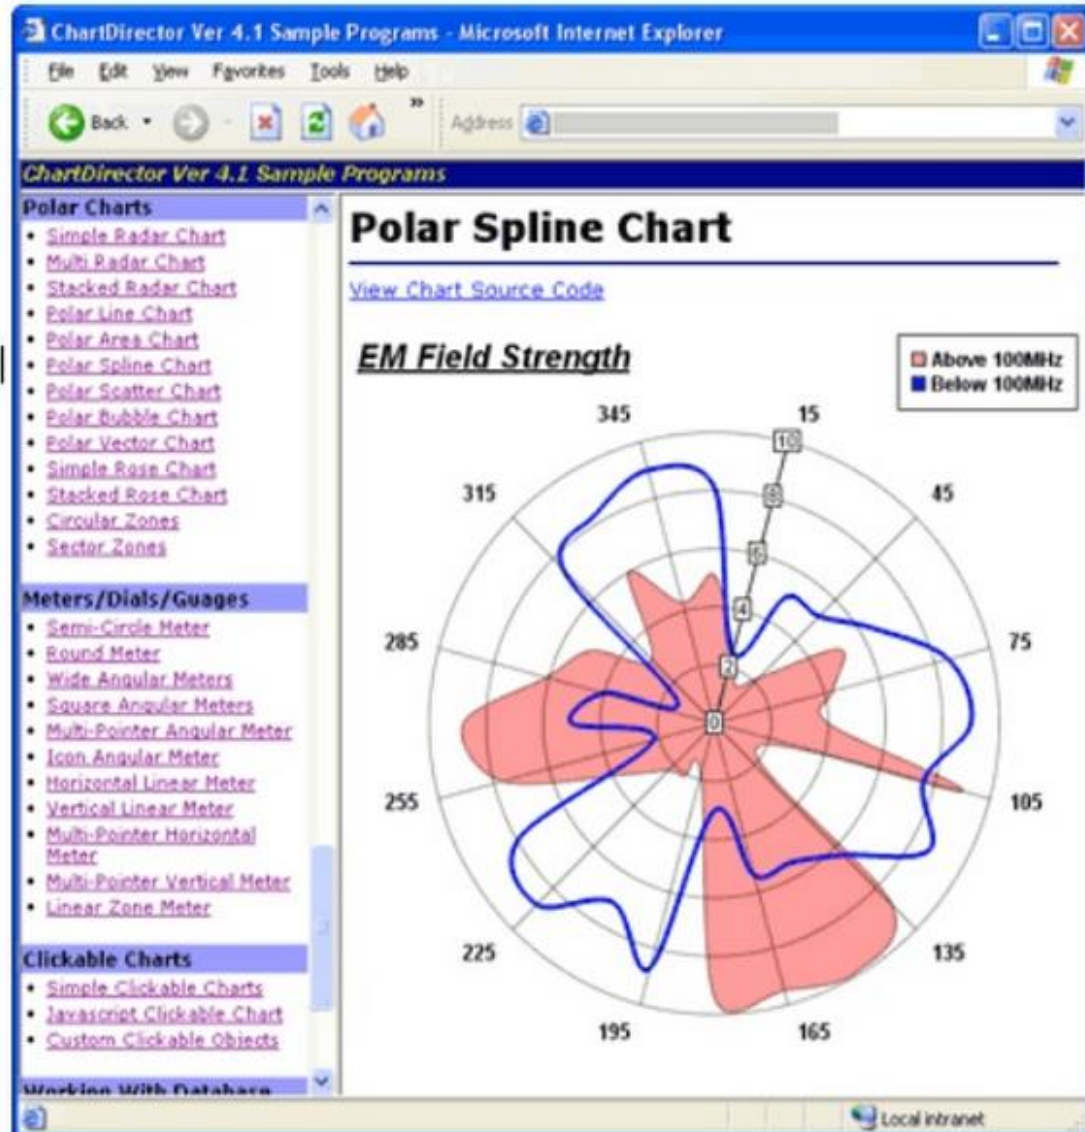 ChartDirector Ver 4.1 Sample Programs - Microsoft Internet Explorer
File Edit View Favorites Tools Help
Back
»
Address
ChartDirector Ver 4.1 Sample Programs
Polar Charts
• Simple Radar Chart
• Multi Radar Chart
• Stacked Radar Chart
• Polar Line Chart
• Polar Area Chart
• Polar Spline Chart
• Polar Scatter Chart
• Polar Bubble Chart
• Polar Vector Chart
• Simple Rose Chart
• Stacked Rose Chart
• Circular Zones
• Sector Zones
Meters/Dials/Guages
• Semi-Circle Meter
• Round Meter
• Wide Angular Meters
• Square Angular Meters
• Multi-Pointer Angular Meter
• Icon Angular Meter
• Horizontal Linear Meter
• Vertical Linear Meter
• Multi-Pointer Horizontal
Meter
• Multi-Pointer Vertical Meter
• Linear Zone Meter
Clickable Charts
• Simple Clickable Charts
• Javascript Clickable Chart
• Custom Clickable Objects
Working With Database
Polar Spline Chart
View Chart Source Code
EM Field Strength
Above 100MHz
Below 100MHz
345
15
10
315
8
45
6
4
285
75
2
0
255
105
225
135
195
165
Local intranet